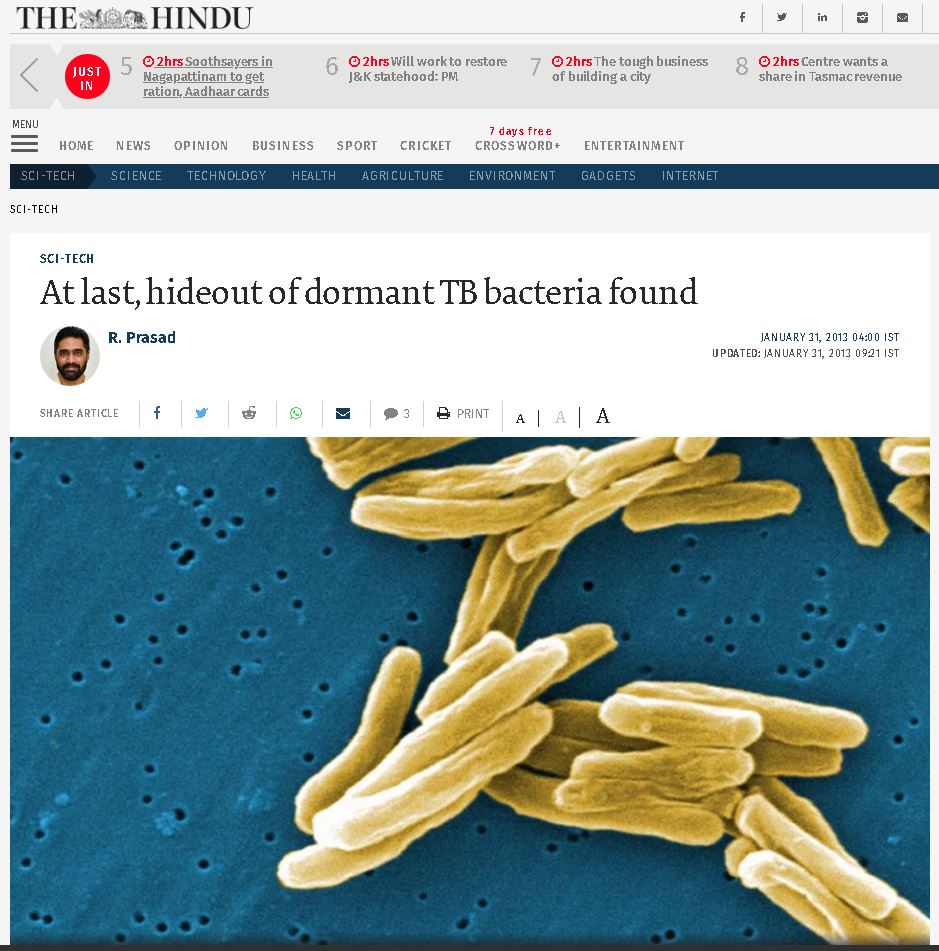 THE HINDU
JUST IN
5 2hrs Soothsayers in
Nagapattinam to get
ration, Aadhaar cards
6 2hrs Will work to restore
J&K statehood: PM
7 2hrs The tough business
of building a city
8 2hrs Centre wants a
share in Tasmac revenue
MENU
7 days free
HOME NEWS OPINION BUSINESS SPORT CRICKET CROSSWORD+ ENTERTAINMENT
SCI-TECH SCIENCE TECHNOLOGY HEALTH AGRICULTURE ENVIRONMENT GADGETS INTERNET
SCI-TECH
SCI-TECH
At last, hideout of dormant TB bacteria found
R. Prasad
JANUARY 31, 2013 04:00 IST
UPDATED: JANUARY 31, 2013 09:21 IST
SHARE ARTICLE 3 PRINT A A A